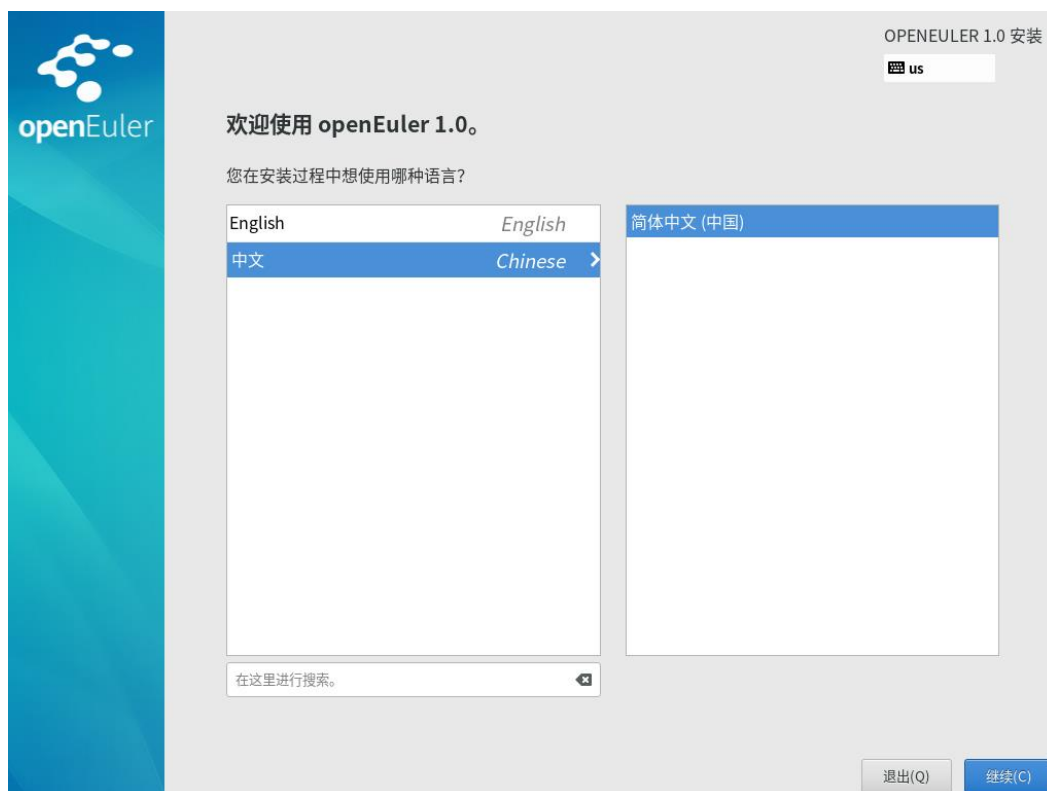 openEuler
OPENEULER 1.0 安装
us
欢迎使用 openEuler 1.0。
您在安装过程中想使用哪种语言？
English English
中文 Chinese
简体中文 (中国)
在这里进行搜索。
退出(Q)
继续(C)